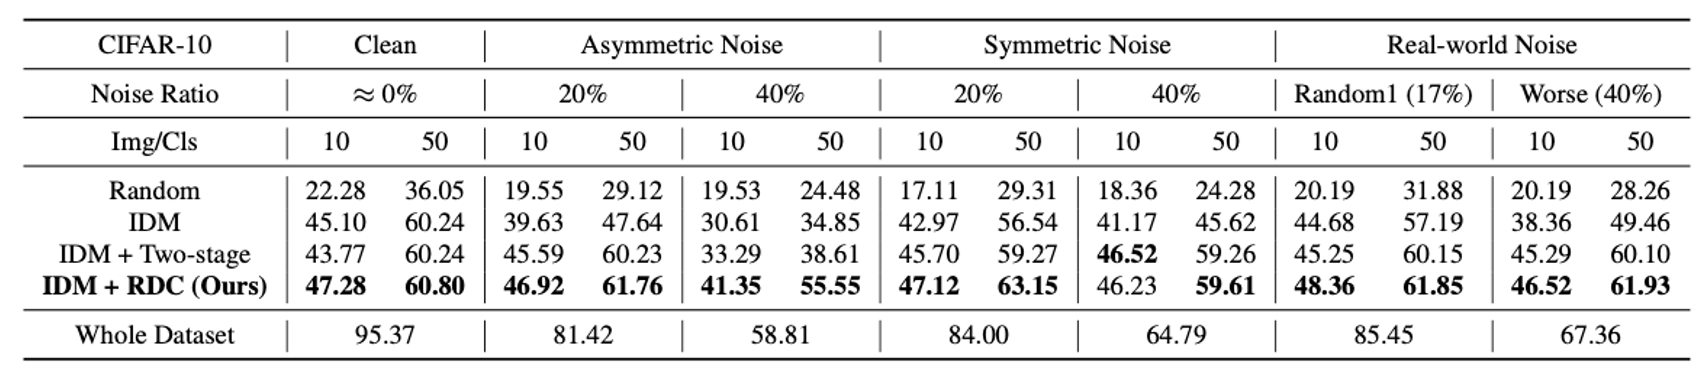 CIFAR-10 Clean Asymmetric Noise Symmetric Noise Real-world Noise
Noise Ratio ≈ 0% 20% 40% 20% 40% Random1 (17%) Worse (40%)
Img/Cls 10 50 10 50 10 50 10 50 10 50 10 50 10 50
Random 22.28 36.05 19.55 29.12 19.53 24.48 17.11 29.31 18.36 24.28 20.19 31.88 20.19 28.26
IDM 45.10 60.24 39.63 47.64 30.61 34.85 42.97 56.54 41.17 45.62 44.68 57.19 38.36 49.46
IDM + Two-stage 43.77 60.24 45.59 60.23 33.29 38.61 45.70 59.27 46.52 59.26 45.25 60.15 45.29 60.10
IDM + RDC (Ours) 47.28 60.80 46.92 61.76 41.35 55.55 47.12 63.15 46.23 59.61 48.36 61.85 46.52 61.93
Whole Dataset 95.37 81.42 58.81 84.00 64.79 85.45 67.36